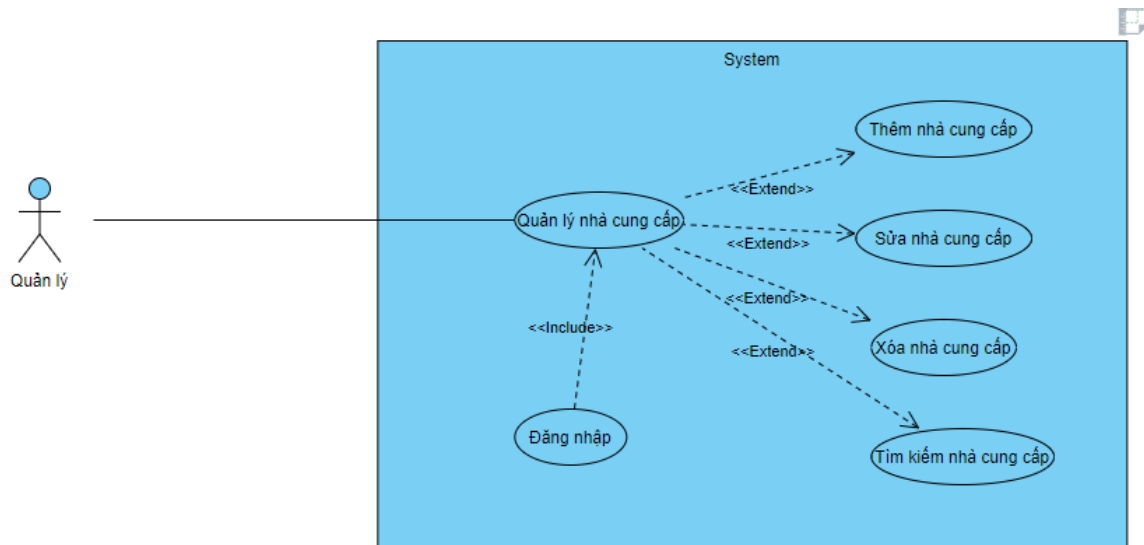 System
Thêm nhà cung cấp
<<Extend>>
Quản lý nhà cung cấp
Sửa nhà cung cấp
<<Extend>>
Quản lý
<<Extend>>
<<Include>>
Xóa nhà cung cấp
<<Extend>>
Đăng nhập
Tìm kiếm nhà cung cấp